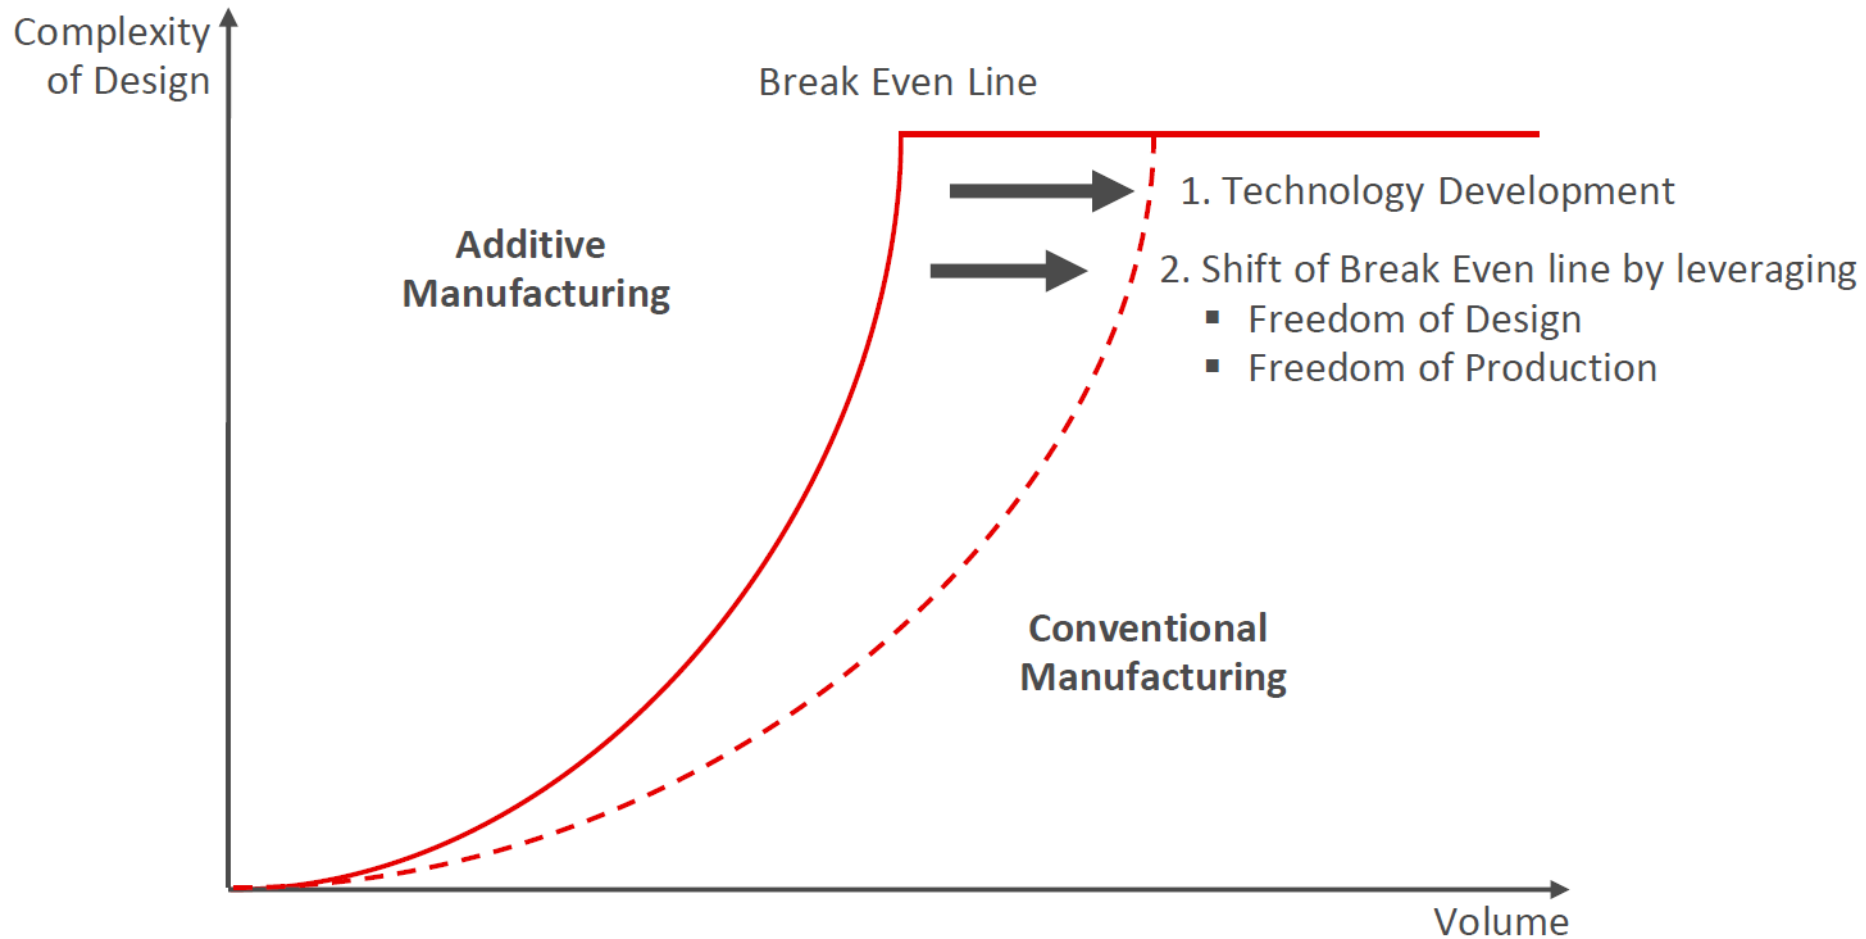 Complexity
of Design
Break Even Line
1. Technology Development
Additive
Manufacturing
2. Shift of Break Even line by leveraging
▪ Freedom of Design
▪ Freedom of Production
Conventional
Manufacturing
Volume